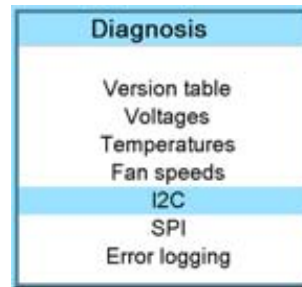 Diagnosis
Version table
Voltages
Temperatures
Fan speeds
I2C
SPI
Error logging